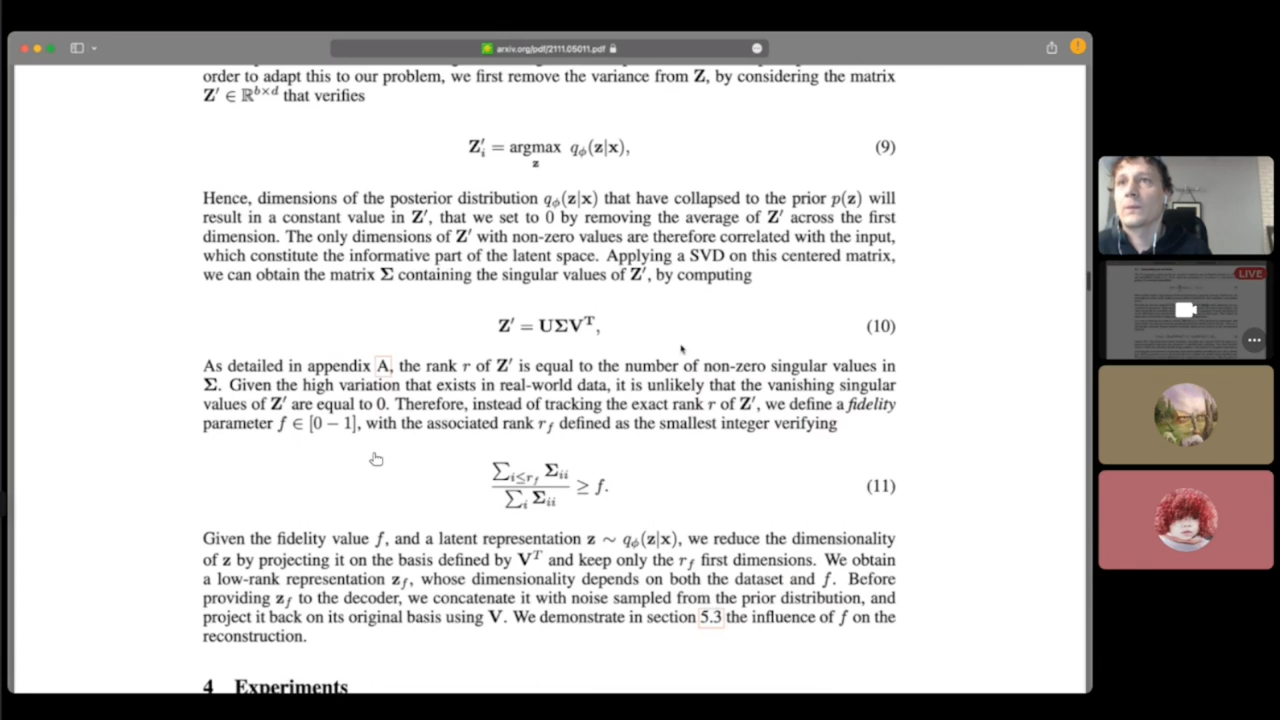 arxiv.org/pdf/2111.05011.pdf
order to adapt this to our problem, we first remove the variance from Z, by considering the matrix
Z′ ∈ ℝᵇˣᵈ that verifies
Z′ᵢ = argmax q_ϕ(z|x), (9)
z
Hence, dimensions of the posterior distribution q_ϕ(z|x) that have collapsed to the prior p(z) will
result in a constant value in Z′, that we set to 0 by removing the average of Z′ across the first
dimension. The only dimensions of Z′ with non-zero values are therefore correlated with the input,
which constitute the informative part of the latent space. Applying a SVD on this centered matrix,
we can obtain the matrix Σ containing the singular values of Z′, by computing
Z′ = UΣVᵀ, (10)
As detailed in appendix A, the rank r of Z′ is equal to the number of non-zero singular values in
Σ. Given the high variation that exists in real-world data, it is unlikely that the vanishing singular
values of Z′ are equal to 0. Therefore, instead of tracking the exact rank r of Z′, we define a fidelity
parameter f ∈ [0 − 1], with the associated rank r_f defined as the smallest integer verifying
∑_{i≤r_f} Σ_{ii}
/ ∑_i Σ_{ii} ≥ f. (11)
Given the fidelity value f, and a latent representation z ∼ q_ϕ(z|x), we reduce the dimensionality
of z by projecting it on the basis defined by Vᵀ and keep only the r_f first dimensions. We obtain
a low-rank representation z_f, whose dimensionality depends on both the dataset and f. Before
providing z_f to the decoder, we concatenate it with noise sampled from the prior distribution, and
project it back on its original basis using V. We demonstrate in section 5.3 the influence of f on the
reconstruction.
4 Experiments
LIVE